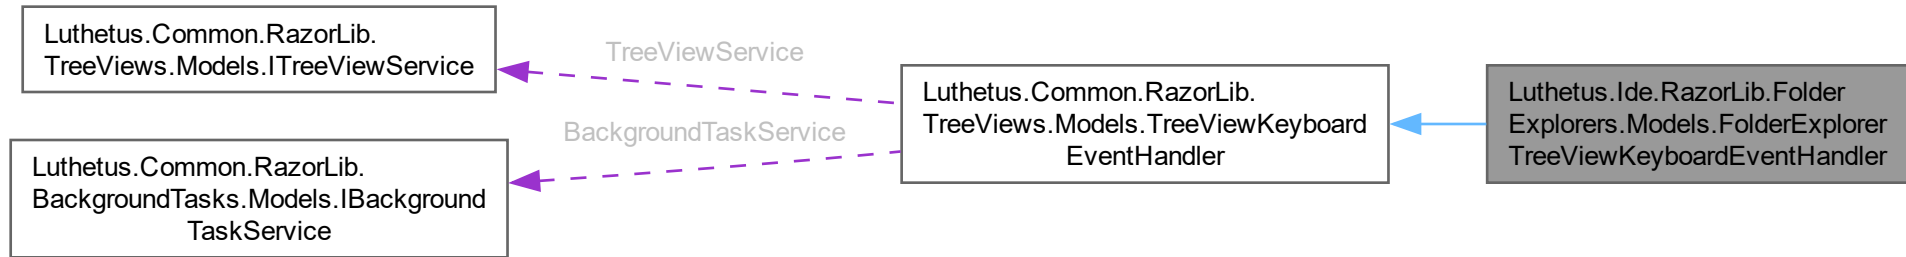 Luthetus.Common.RazorLib.
TreeViews.Models.ITreeViewService
TreeViewService
Luthetus.Common.RazorLib.
BackgroundTasks.Models.IBackground
TaskService
BackgroundTaskService
Luthetus.Common.RazorLib.
TreeViews.Models.TreeViewKeyboard
EventHandler
Luthetus.Ide.RazorLib.Folder
Explorers.Models.FolderExplorer
TreeViewKeyboardEventHandler